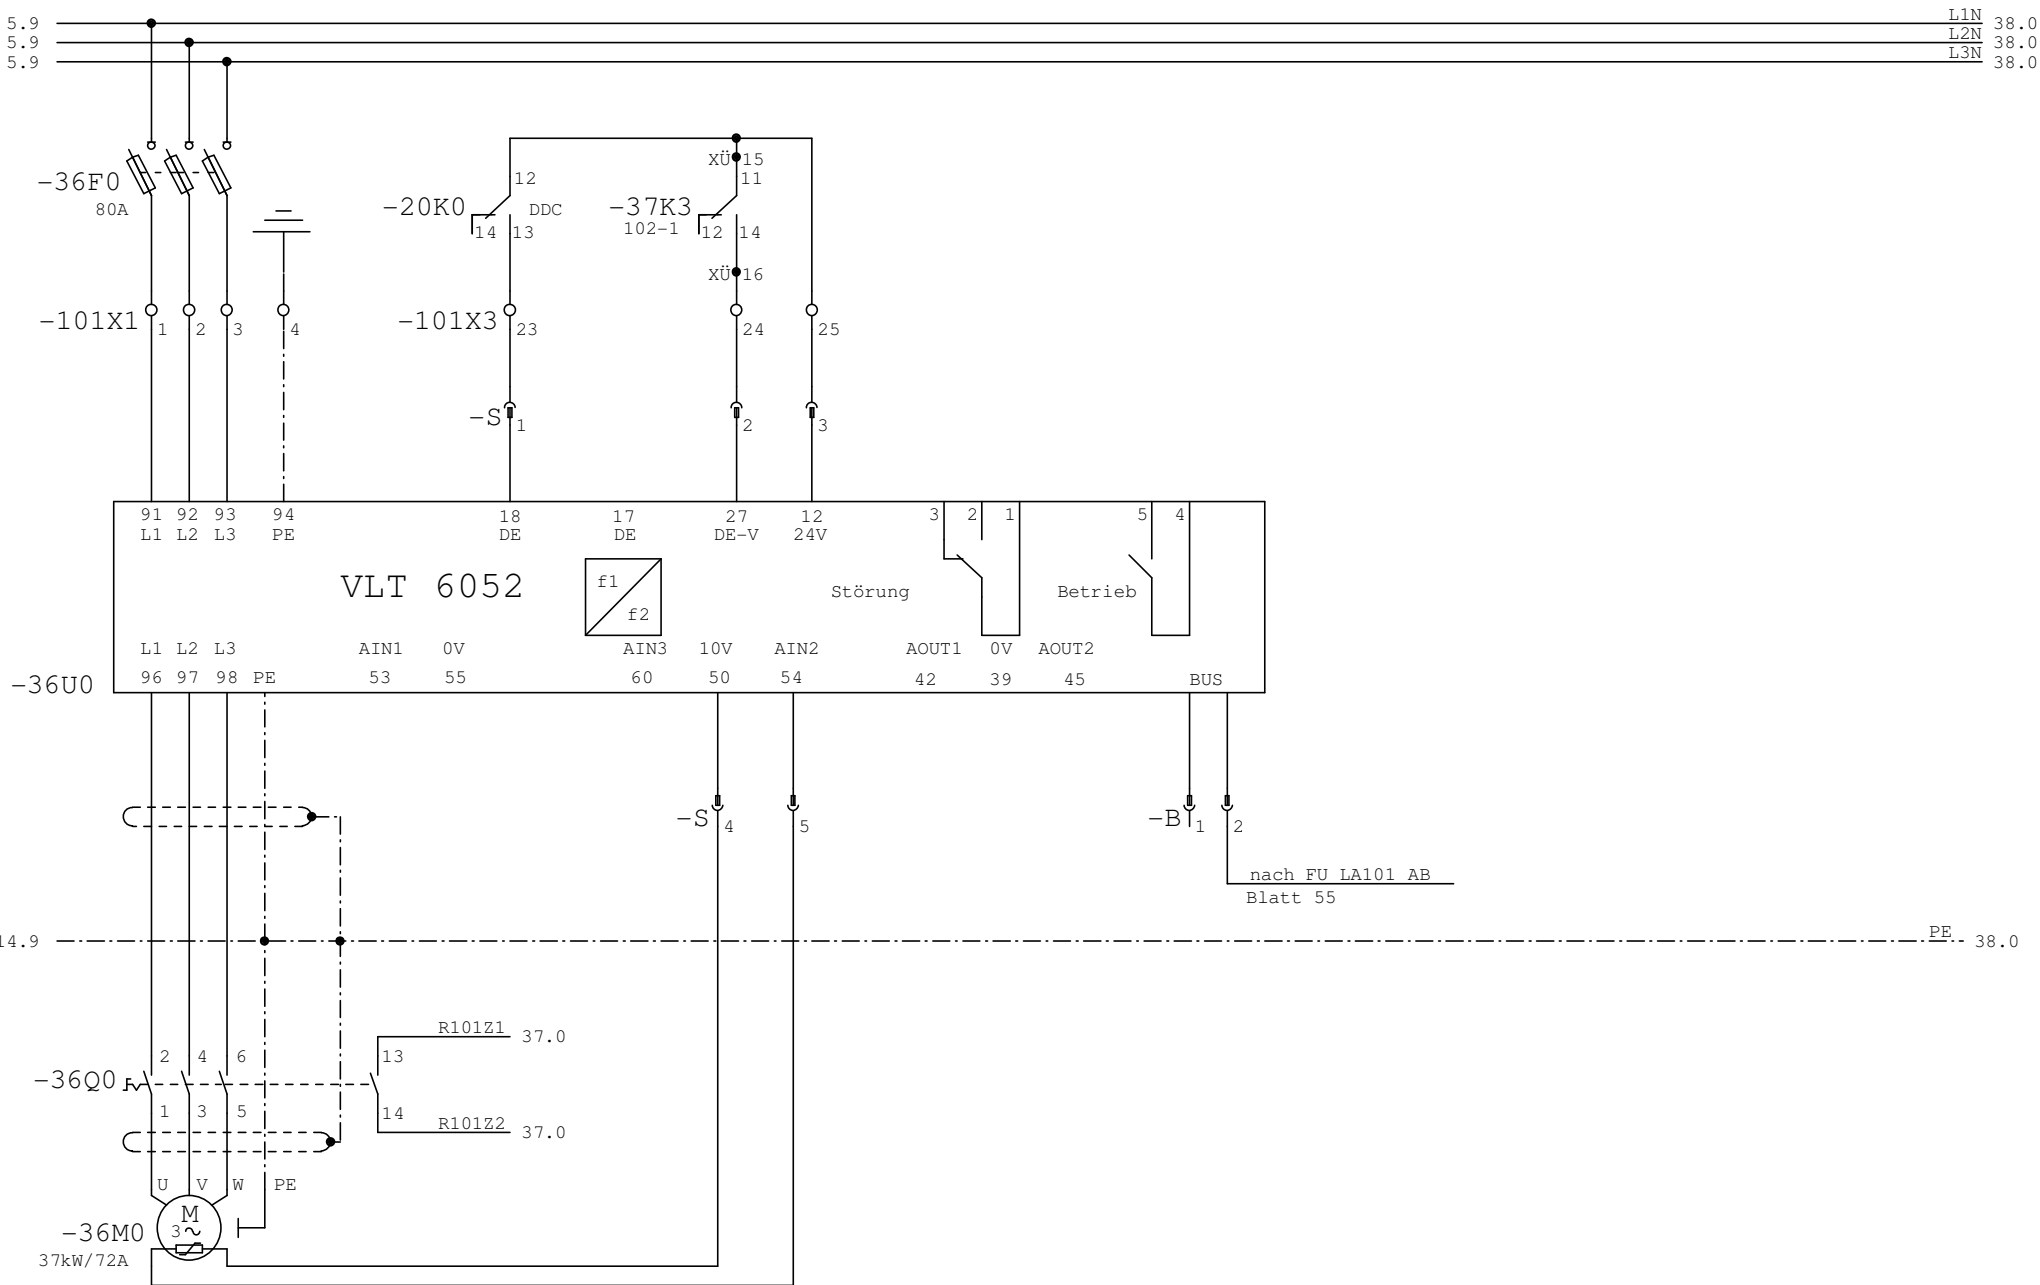 5.9 L1N 38.0
5.9 L2N 38.0
5.9 L3N 38.0
XÜ 15
12 11
-36F0 -20K0 DDC -37K3
80A 14 13 102-1 12 14
XÜ 16
-101X1 1 2 3 4 -101X3 23 24 25
-S 1 2 3
91 92 93 94 18 17 27 12 3 2 1 5 4
L1 L2 L3 PE DE DE DE-V 24V
VLT 6052 f1 Störung Betrieb
f2
L1 L2 L3 AIN1 0V AIN3 10V AIN2 AOUT1 0V AOUT2
-36U0 96 97 98 PE 53 55 60 50 54 42 39 45 BUS
-S 4 5 -B 1 2
nach FU LA101 AB
Blatt 55
14.9 PE 38.0
R101Z1 37.0
2 4 6 13
-36Q0
1 3 5 14
R101Z2 37.0
U V W PE
M
-36M0 3~
37kW/72A